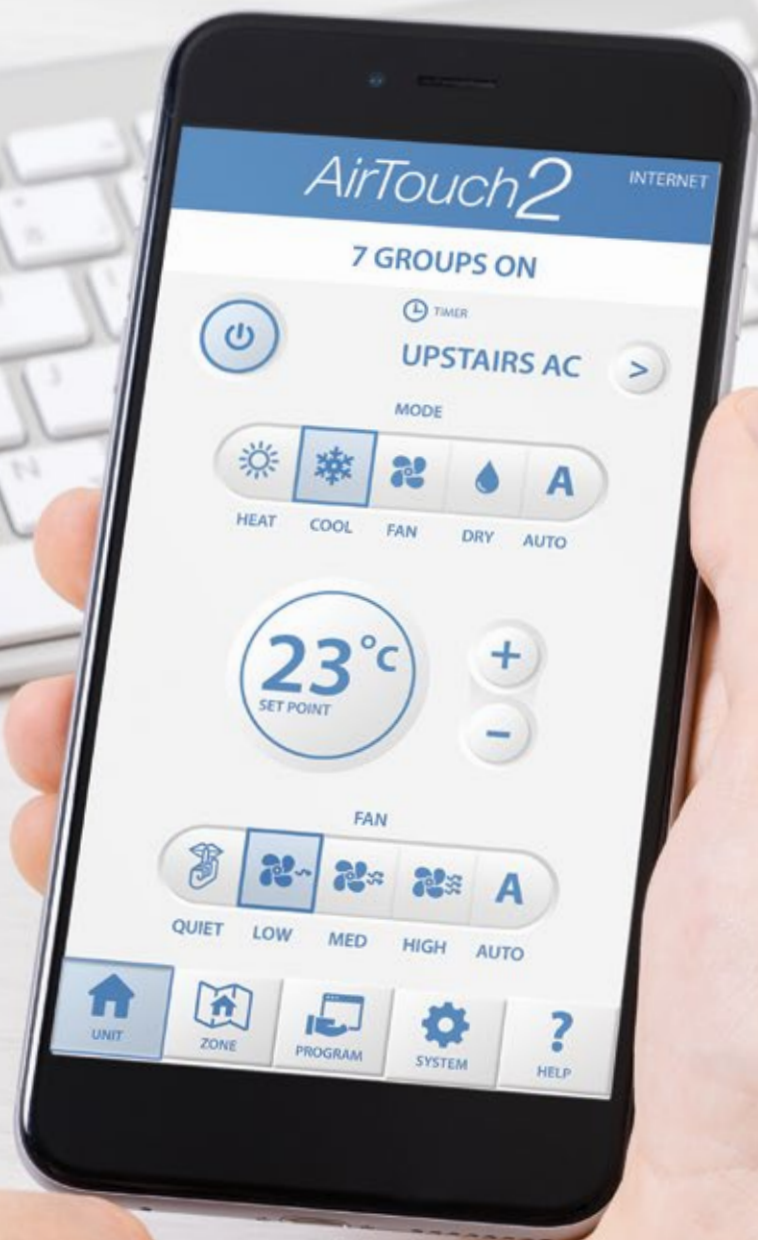 AirTouch2
INTERNET
7 GROUPS ON
TIMER
UPSTAIRS AC >
MODE
A
HEAT COOL FAN DRY AUTO
23°C
SET POINT
+
−
FAN
A
QUIET LOW MED HIGH AUTO
UNIT ZONE PROGRAM SYSTEM ? HELP
J
N